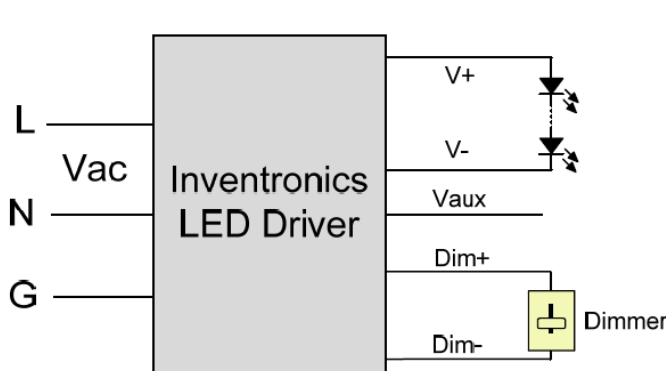 L
Vac
N
G
Inventronics
LED Driver
V+
V-
Vaux
Dim+
Dim-
Dimmer